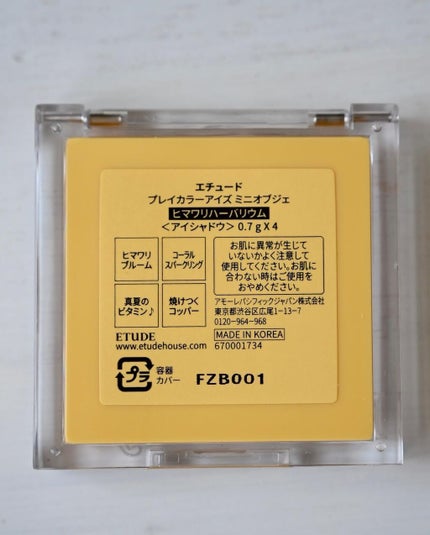 エチュード
プレイカラーアイズ ミニオブジェ
ヒマワリハーバリウム
＜アイシャドウ＞ 0.7ｇX 4
ヒマワリ
ブルーム
コーラル
スパークリング
真夏の
ビタミン♪
焼けつく
コッパー
お肌に異常が生じて
いないかよく注意して
使用してください。お肌に
合わない時はご使用を
おやめください。
アモーレパシフィックジャパン株式会社
東京都渋谷区広尾1-13-7
0120-964-968
ETUDE
www.etudehouse.com
MADE IN KOREA
670001734
プラ
容器
カバー
FZB001